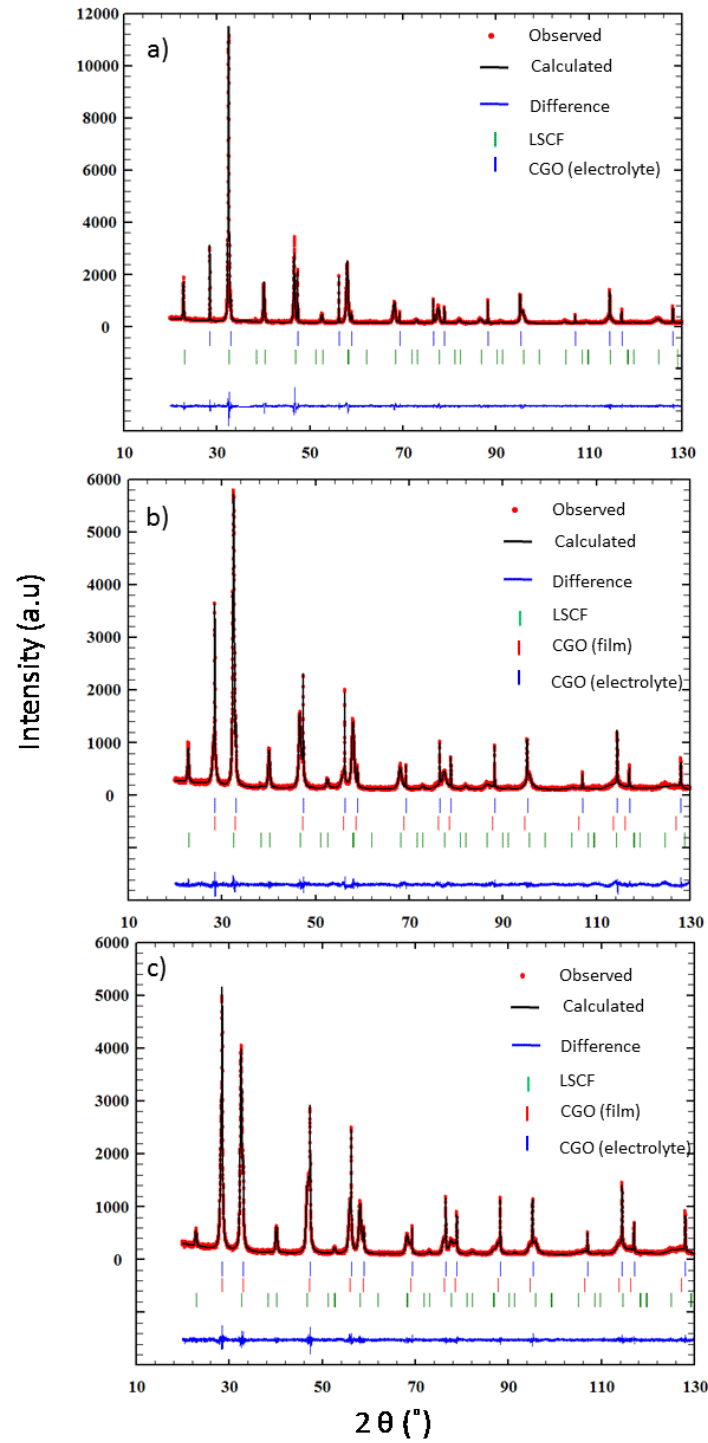 12000
a)
Observed
10000
Calculated
Difference
8000
LSCF
6000
CGO (electrolyte)
4000
2000
0
10 30 50 70 90 110 130
6000
b)
Observed
5000
Calculated
Difference
4000
LSCF
3000
CGO (film)
2000
CGO (electrolyte)
1000
0
10 30 50 70 90 110 130
6000
c)
Observed
5000
Calculated
Difference
4000
LSCF
3000
CGO (film)
2000
CGO (electrolyte)
1000
0
10 30 50 70 90 110 130
Intensity (a.u)
2 θ (°)